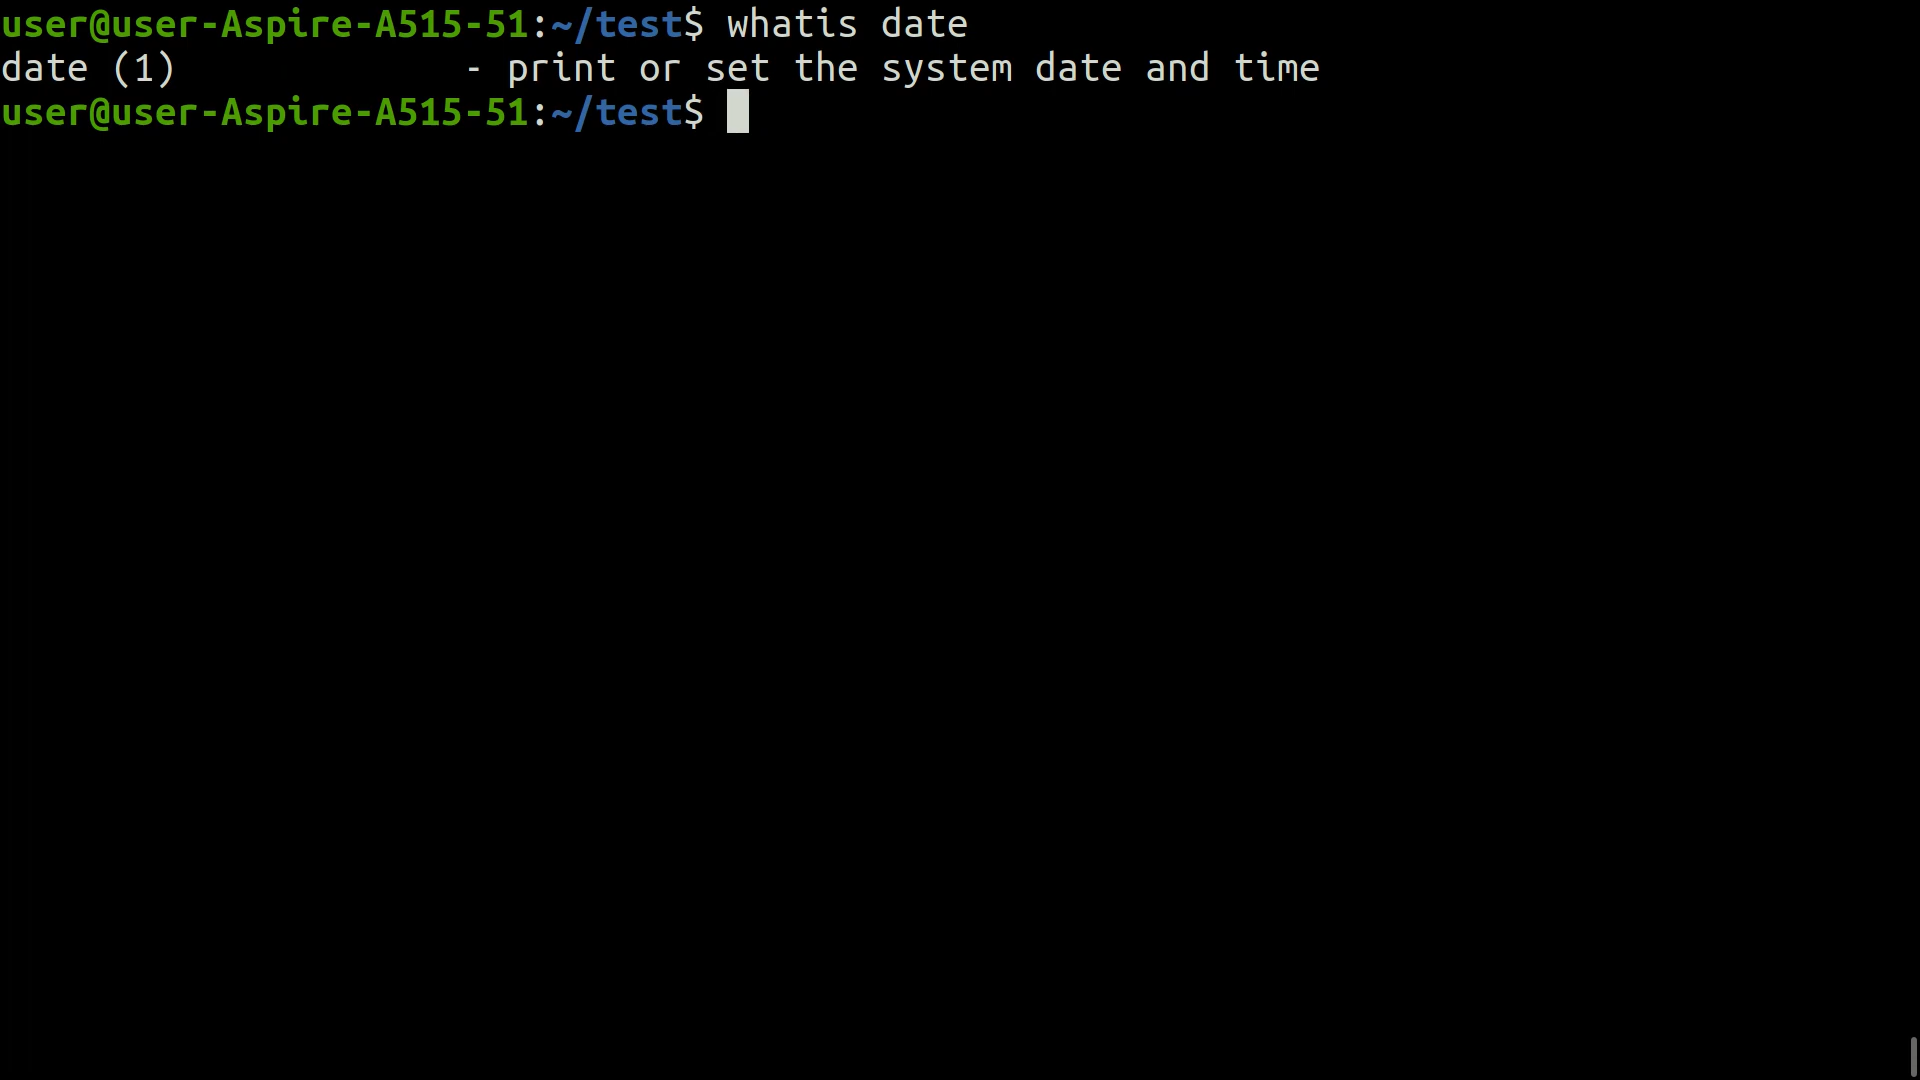 user@user-Aspire-A515-51:~/test$ whatis date
date (1)             - print or set the system date and time
user@user-Aspire-A515-51:~/test$